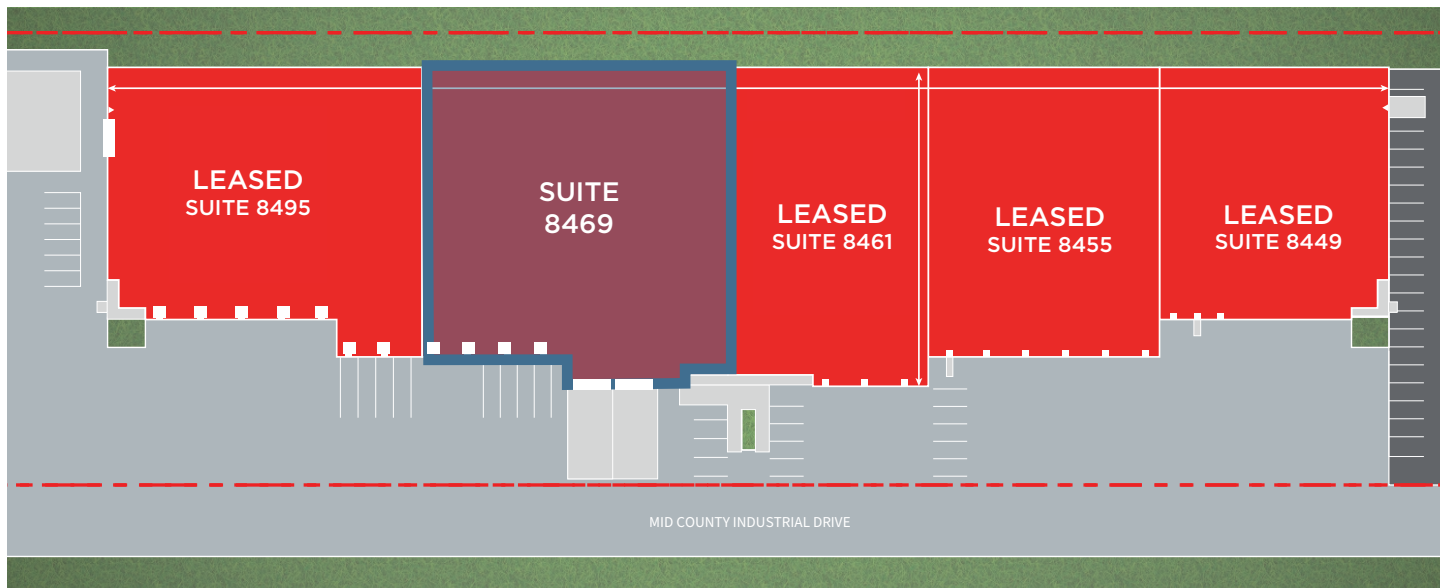 LEASED
SUITE 8495
SUITE
8469
LEASED
SUITE 8461
LEASED
SUITE 8455
LEASED
SUITE 8449
MID COUNTY INDUSTRIAL DRIVE